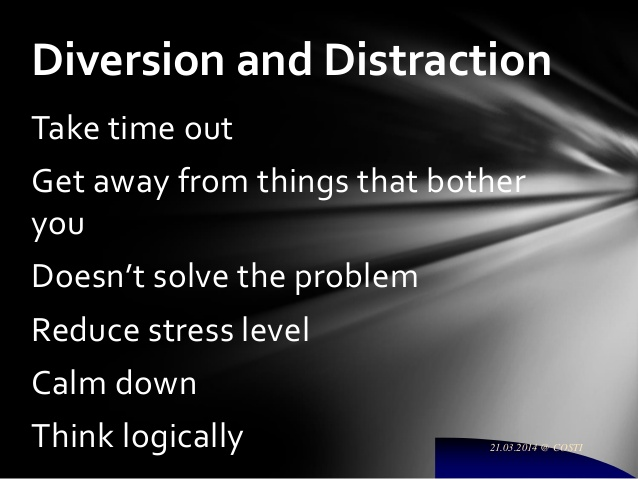 Diversion and Distraction
Take time out
Get away from things that bother
you
Doesn’t solve the problem
Reduce stress level
Calm down
Think logically
21.03.2014 @ COSTI